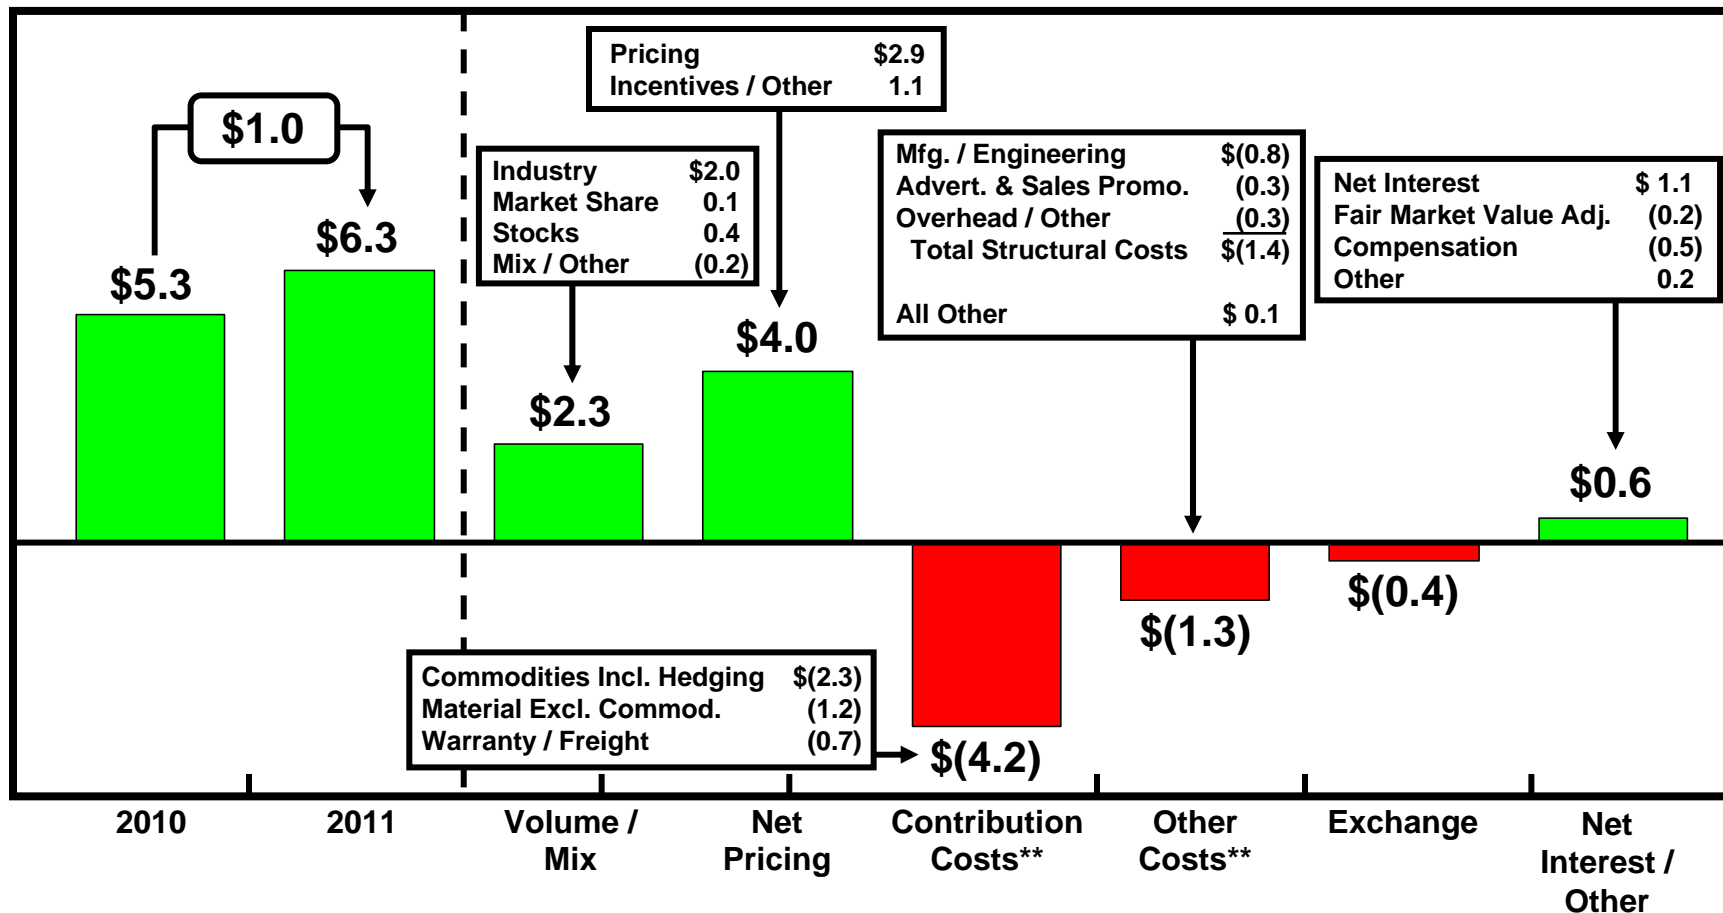 Pricing $2.9
Incentives / Other 1.1
$1.0
Industry $2.0
Market Share 0.1
Stocks 0.4
Mix / Other (0.2)
Mfg. / Engineering $(0.8)
Advert. & Sales Promo. (0.3)
Overhead / Other (0.3)
Total Structural Costs $(1.4)
All Other $ 0.1
Net Interest $ 1.1
Fair Market Value Adj. (0.2)
Compensation (0.5)
Other 0.2
$5.3
$6.3
$2.3
$4.0
$(4.2)
$(1.3)
$(0.4)
$0.6
Commodities Incl. Hedging $(2.3)
Material Excl. Commod. (1.2)
Warranty / Freight (0.7)
2010
2011
Volume /
Mix
Net
Pricing
Contribution
Costs**
Other
Costs**
Exchange
Net
Interest /
Other